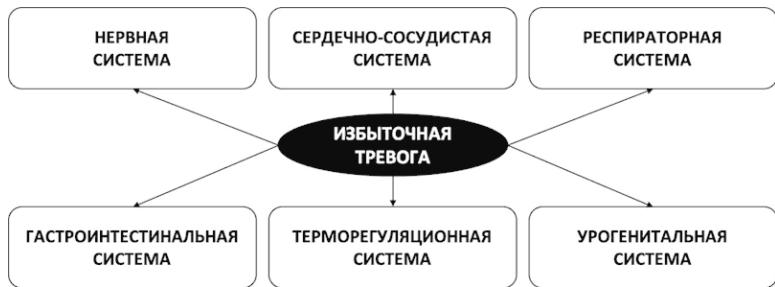 НЕРВНАЯ
СИСТЕМА
СЕРДЕЧНО-СОСУДИСТАЯ
СИСТЕМА
РЕСПИРАТОРНАЯ
СИСТЕМА
ИЗБЫТОЧНАЯ
ТРЕВОГА
ГАСТРОИНТЕСТИНАЛЬНАЯ
СИСТЕМА
ТЕРМОРЕГУЛЯЦИОННАЯ
СИСТЕМА
УРОГЕНИТАЛЬНАЯ
СИСТЕМА